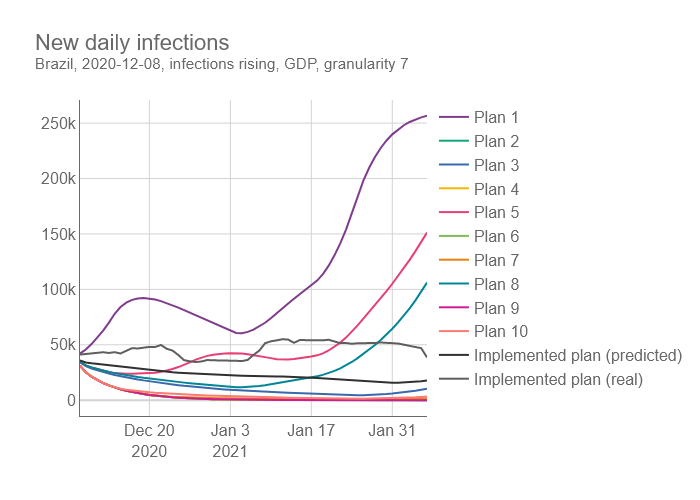 New daily infections
Brazil, 2020-12-08, infections rising, GDP, granularity 7
250k
200k
150k
100k
50k
0
Dec 20
2020
Jan 3
2021
Jan 17
Jan 31
Plan 1
Plan 2
Plan 3
Plan 4
Plan 5
Plan 6
Plan 7
Plan 8
Plan 9
Plan 10
Implemented plan (predicted)
Implemented plan (real)